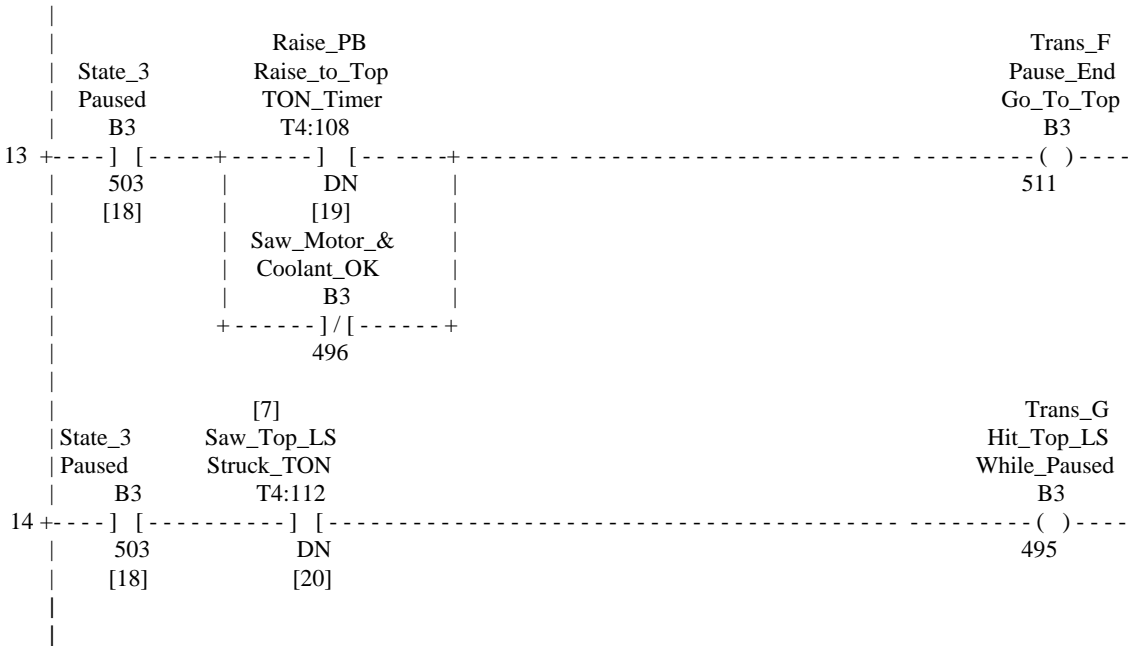 Raise_PB Trans_F
State_3 Raise_to_Top Pause_End
Paused TON_Timer Go_To_Top
B3 T4:108 B3
13 +- - - - ] [ - - - - -+ - - - - - - ] [ - - - - - -+ - - - - - - - - - - - - - - - - - - - - - - - - - - - - - - - - - - - - - - - - - ( ) - - - -
503 DN 511
[18] [19]
Saw_Motor_&
Coolant_OK
B3
+ - - - - - - ] / [ - - - - - - +
496
[7] Trans_G
State_3 Saw_Top_LS Hit_Top_LS
Paused Struck_TON While_Paused
B3 T4:112 B3
14 +- - - - ] [ - - - - - - - - - - ] [ - - - - - - - - - - - - - - - - - - - - - - - - - - - - - - - - - - - - - - - - - - - - - - - - - ( ) - - - -
503 DN 495
[18] [20]